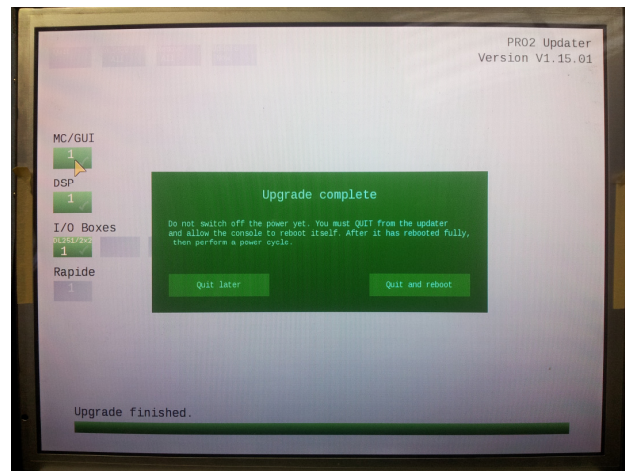 PRO2 Updater
Version V1.15.01
MC/GUI
1
DSP
1
I/O Boxes
DL251/2x2
1
Rapide
1
Upgrade complete
Do not switch off the power yet. You must QUIT from the updater
and allow the console to reboot itself. After it has rebooted fully,
then perform a power cycle.
Quit later
Quit and reboot
Upgrade finished.